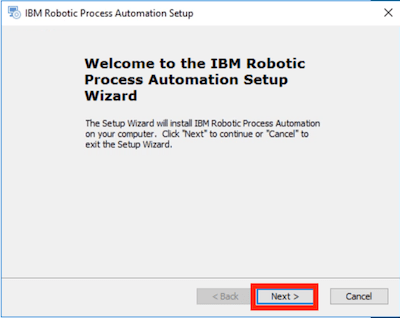 IBM Robotic Process Automation Setup
Welcome to the IBM Robotic
Process Automation Setup
Wizard
The Setup Wizard will install IBM Robotic Process Automation
on your computer. Click "Next" to continue or "Cancel" to
exit the Setup Wizard.
< Back
Next >
Cancel